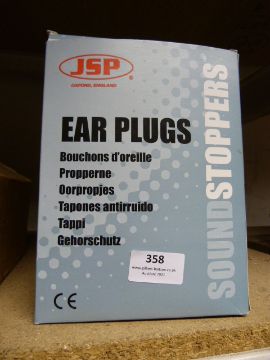 JSP
OXFORD, ENGLAND
EAR PLUGS
Bouchons d'oreille
Propperne
Oorpropjes
Tapones antirruido
Tappi
Gehorschutz
358
CE
SOUNDSTOPPERS